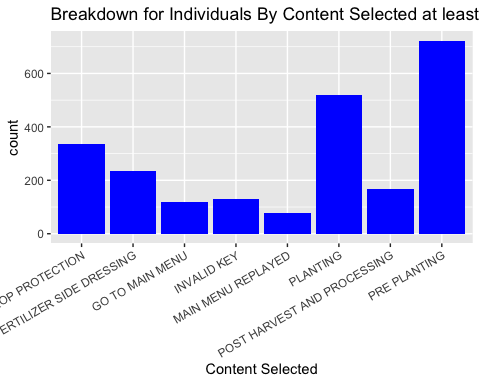 Breakdown for Individuals By Content Selected at least
600
400
200
0
count
OP PROTECTION
ERTILIZER SIDE DRESSING
GO TO MAIN MENU
INVALID KEY
MAIN MENU REPLAYED
PLANTING
POST HARVEST AND PROCESSING
PRE PLANTING
Content Selected